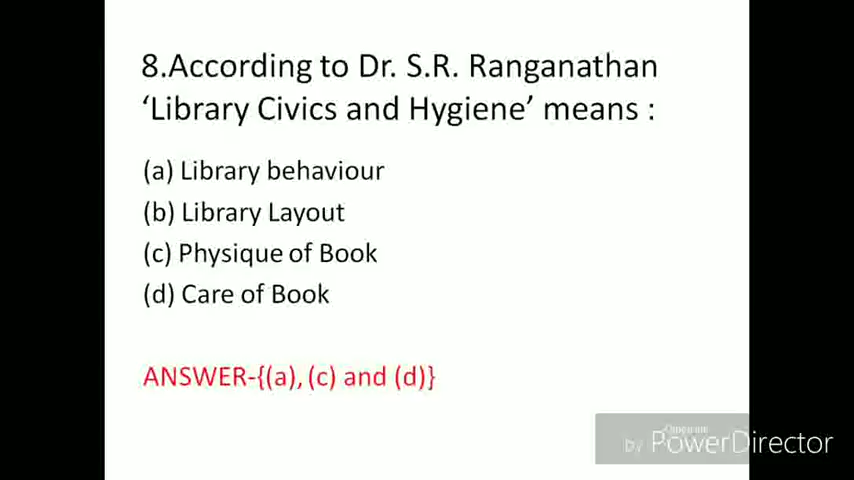 8.According to Dr. S.R. Ranganathan
‘Library Civics and Hygiene’ means :
(a) Library behaviour
(b) Library Layout
(c) Physique of Book
(d) Care of Book
ANSWER-{(a), (c) and (d)}
by PowerDirector